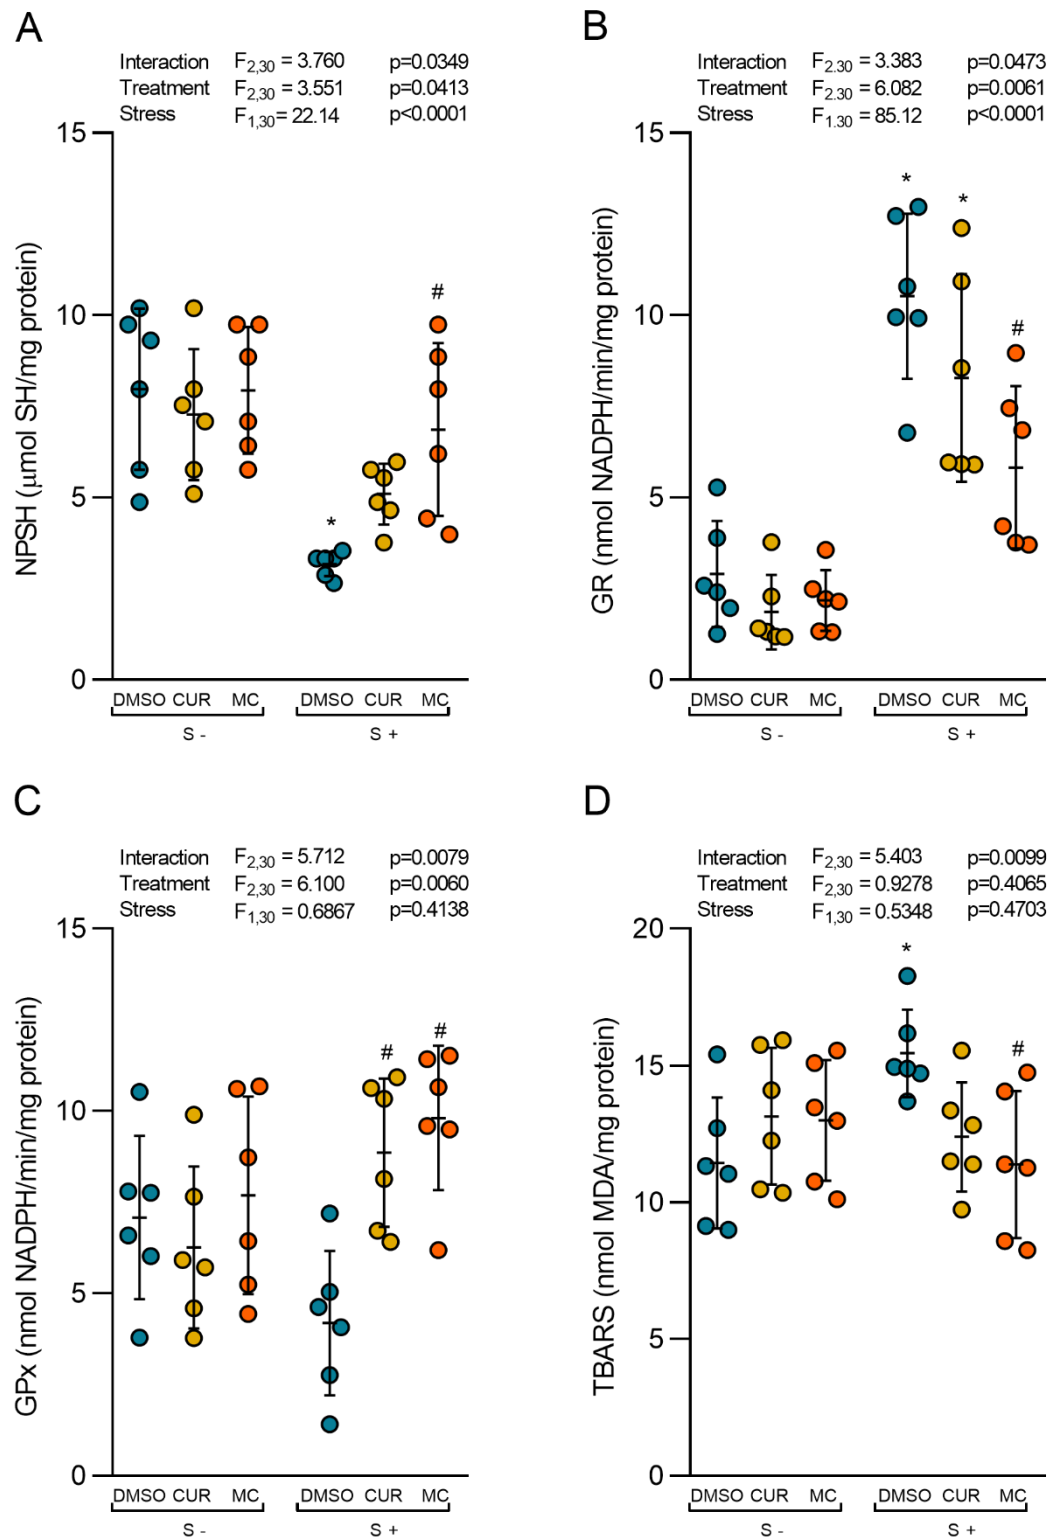 A
Interaction F2,30 = 3.760 p=0.0349
Treatment F2,30 = 3.551 p=0.0413
Stress F1,30= 22.14 p<0.0001
NPSH (μmol SH/mg protein)
15
10
5
0
*
#
DMSO CUR MC DMSO CUR MC
S - S +
B
Interaction F2.30 = 3.383 p=0.0473
Treatment F2.30 = 6.082 p=0.0061
Stress F1.30 = 85.12 p<0.0001
GR (nmol NADPH/min/mg protein)
15
10
5
0
*
*
#
DMSO CUR MC DMSO CUR MC
S - S +
C
Interaction F2,30 = 5.712 p=0.0079
Treatment F2,30 = 6.100 p=0.0060
Stress F1,30 = 0.6867 p=0.4138
GPx (nmol NADPH/min/mg protein)
15
10
5
0
#
#
DMSO CUR MC DMSO CUR MC
S - S +
D
Interaction F2,30 = 5.403 p=0.0099
Treatment F2,30 = 0.9278 p=0.4065
Stress F1,30 = 0.5348 p=0.4703
TBARS (nmol MDA/mg protein)
20
15
10
5
0
*
#
DMSO CUR MC DMSO CUR MC
S - S +